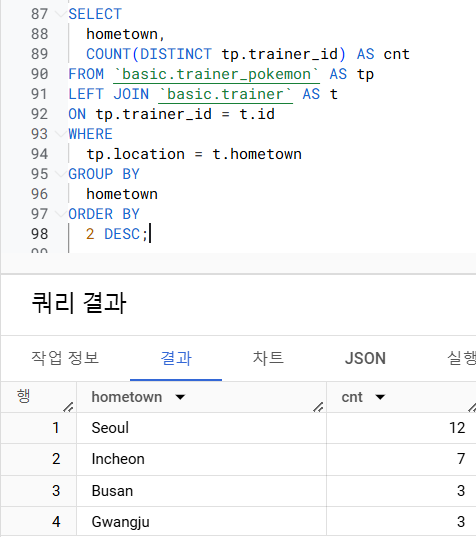 87 SELECT
88 hometown,
89 COUNT(DISTINCT tp.trainer_id) AS cnt
90 FROM `basic.trainer_pokemon` AS tp
91 LEFT JOIN `basic.trainer` AS t
92 ON tp.trainer_id = t.id
93 WHERE
94 tp.location = t.hometown
95 GROUP BY
96 hometown
97 ORDER BY
98 2 DESC;
쿼리 결과
작업 정보 결과 차트 JSON 실행
행 hometown cnt
1 Seoul 12
2 Incheon 7
3 Busan 3
4 Gwangju 3